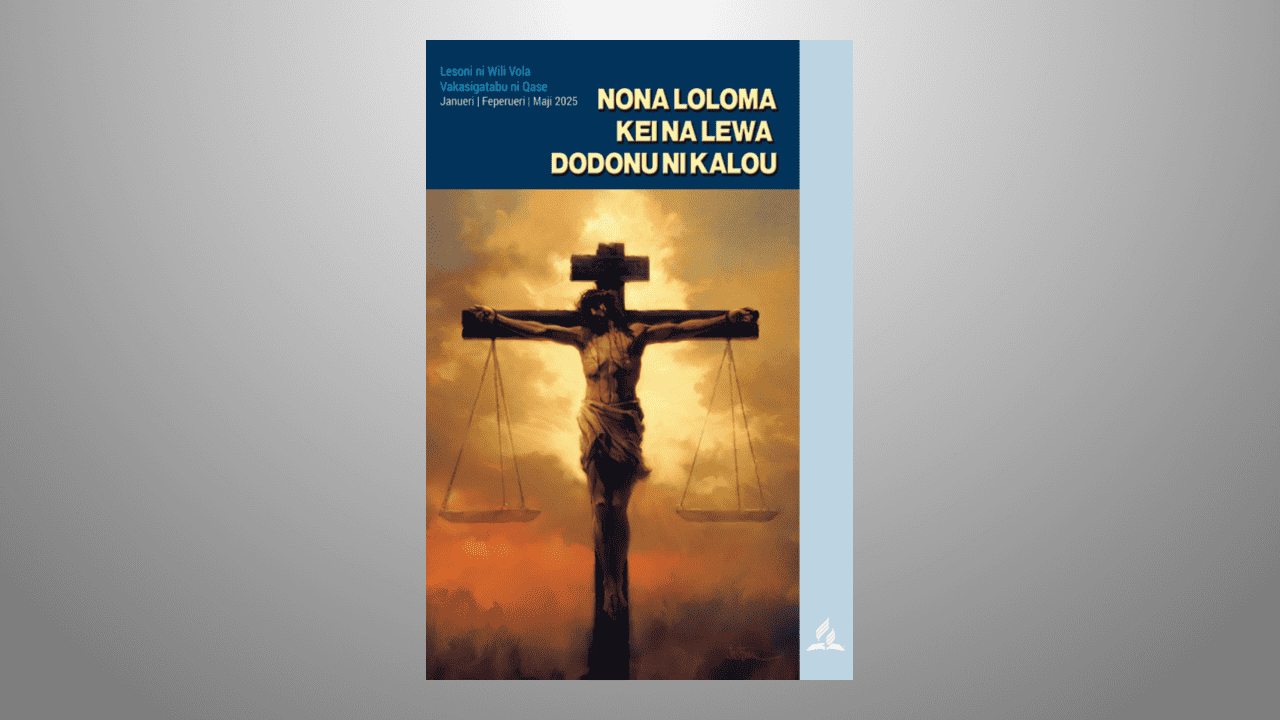 Lesoni ni Wili Vola
Vakasigatabu ni Qase
Janueri | Feperueri | Maji 2025
NONA LOLOMA
KEI NA LEWA
DODONU NI KALOU